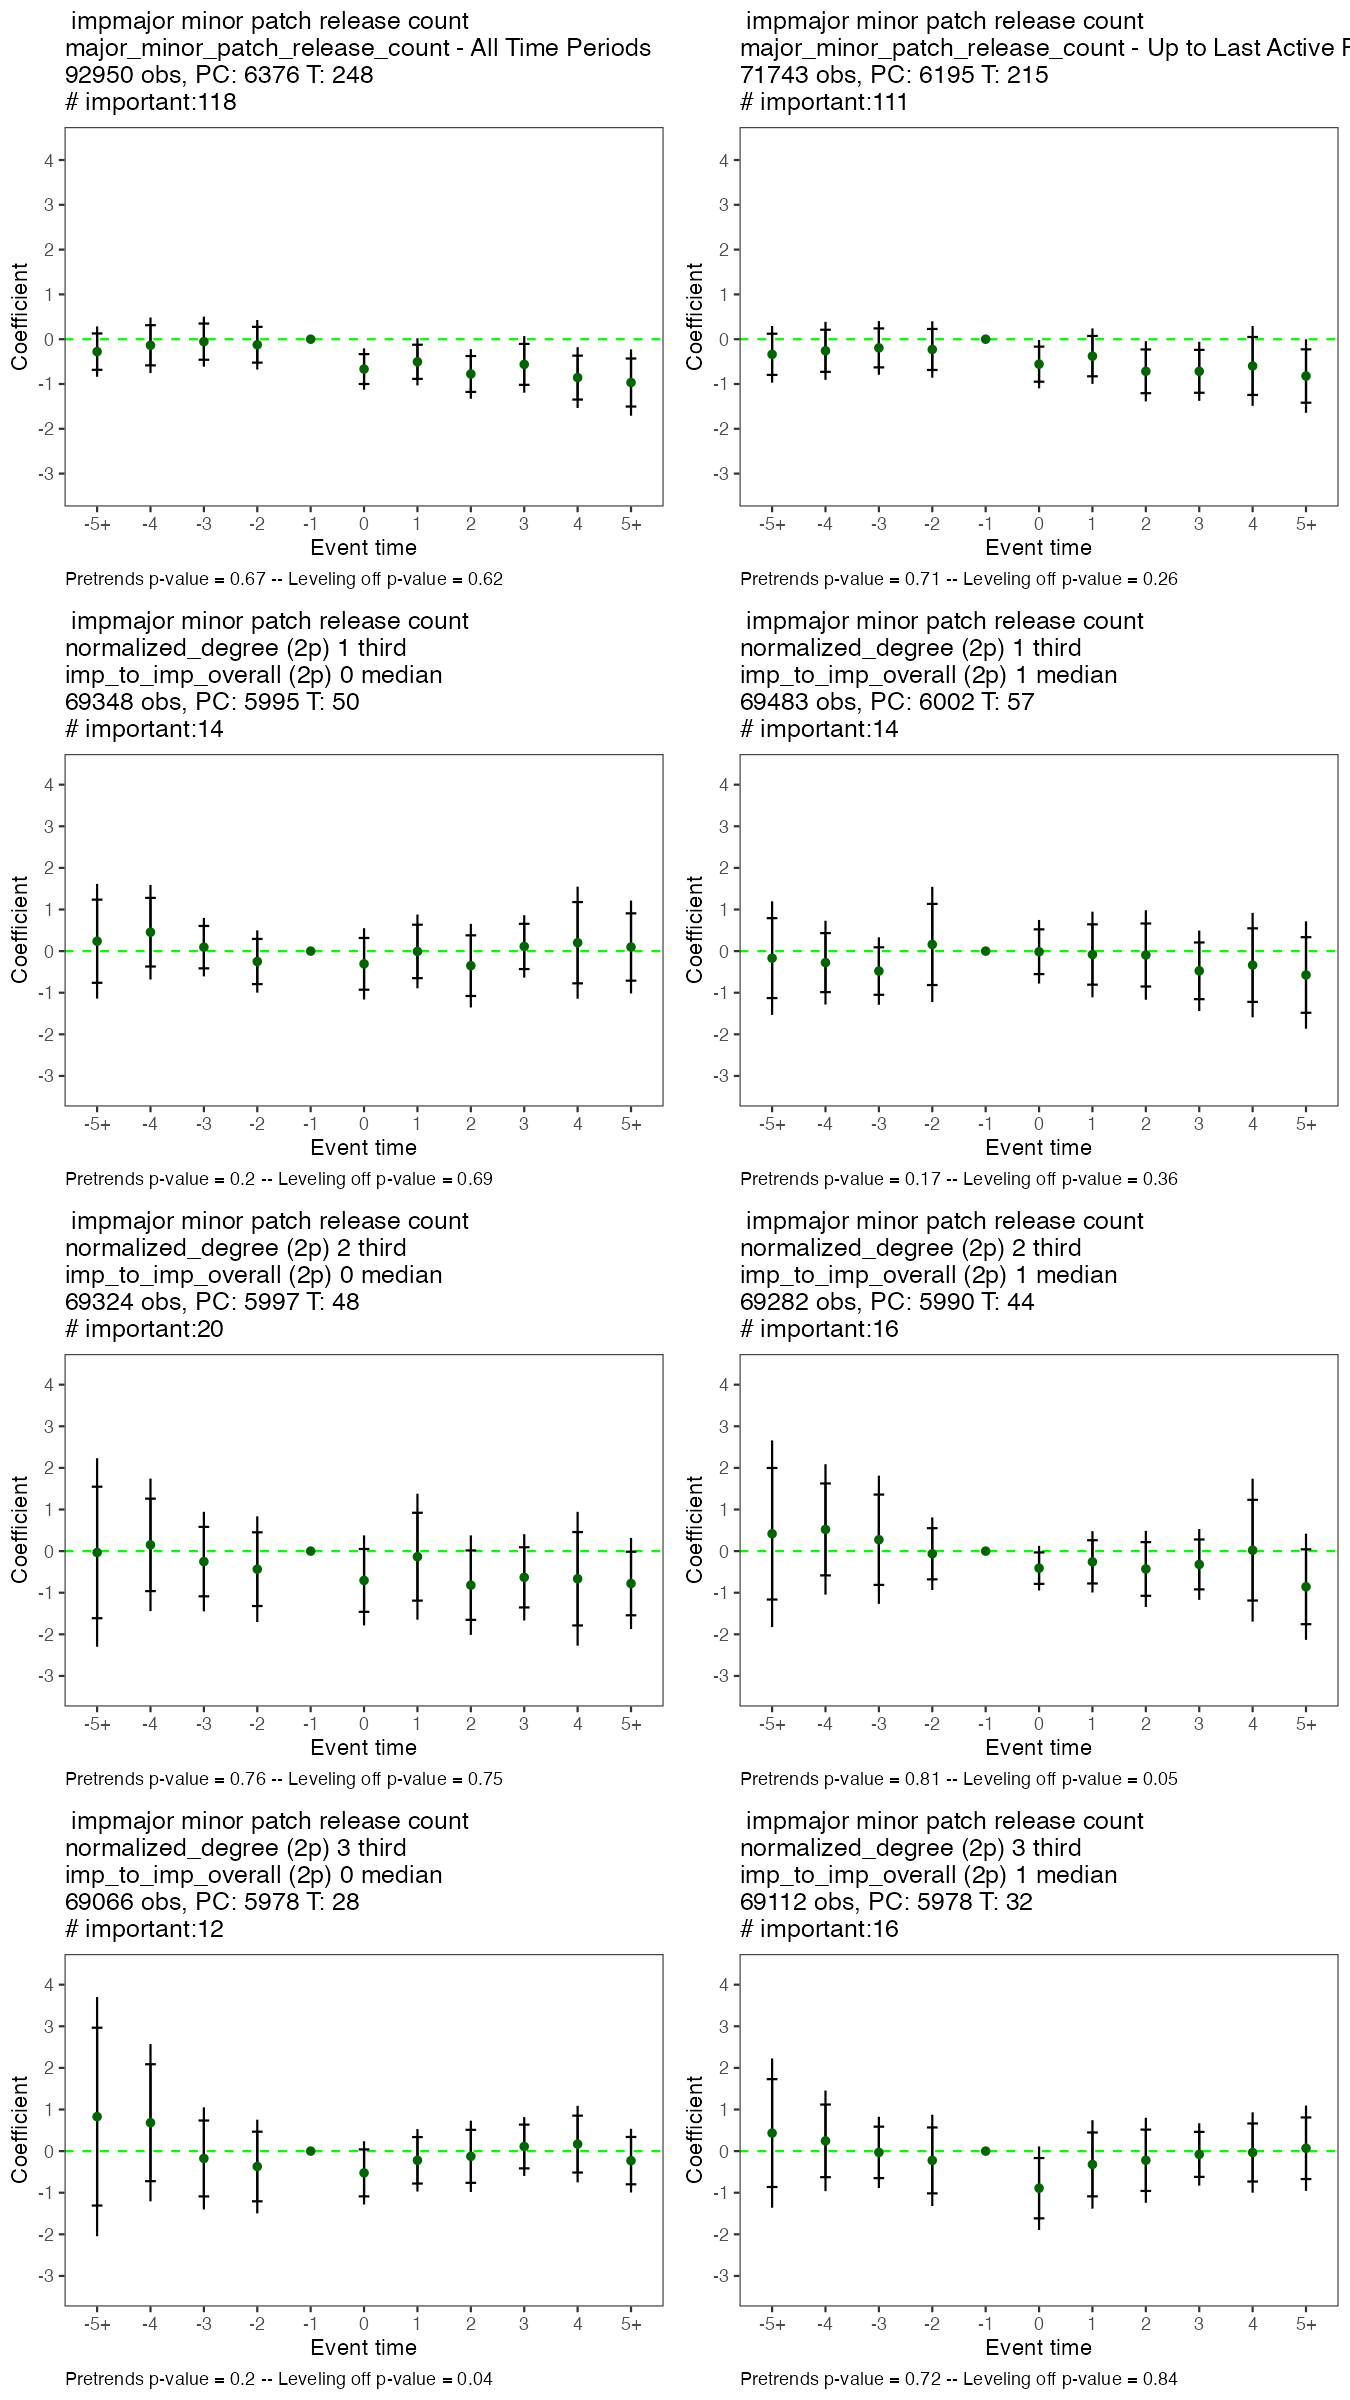 impmajor minor patch release count
major_minor_patch_release_count - All Time Periods
92950 obs, PC: 6376 T: 248
# important:118
4
3
2
1
0
-1
-2
-3
Coefficient
-5+ -4 -3 -2 -1 0 1 2 3 4 5+
Event time
Pretrends p-value = 0.67 -- Leveling off p-value = 0.62
impmajor minor patch release count
major_minor_patch_release_count - Up to Last Active
71743 obs, PC: 6195 T: 215
# important:111
4
3
2
1
0
-1
-2
-3
Coefficient
-5+ -4 -3 -2 -1 0 1 2 3 4 5+
Event time
Pretrends p-value = 0.71 -- Leveling off p-value = 0.26
impmajor minor patch release count
normalized_degree (2p) 1 third
imp_to_imp_overall (2p) 0 median
69348 obs, PC: 5995 T: 50
# important:14
4
3
2
1
0
-1
-2
-3
Coefficient
-5+ -4 -3 -2 -1 0 1 2 3 4 5+
Event time
Pretrends p-value = 0.2 -- Leveling off p-value = 0.69
impmajor minor patch release count
normalized_degree (2p) 1 third
imp_to_imp_overall (2p) 1 median
69483 obs, PC: 6002 T: 57
# important:14
4
3
2
1
0
-1
-2
-3
Coefficient
-5+ -4 -3 -2 -1 0 1 2 3 4 5+
Event time
Pretrends p-value = 0.17 -- Leveling off p-value = 0.36
impmajor minor patch release count
normalized_degree (2p) 2 third
imp_to_imp_overall (2p) 0 median
69324 obs, PC: 5997 T: 48
# important:20
4
3
2
1
0
-1
-2
-3
Coefficient
-5+ -4 -3 -2 -1 0 1 2 3 4 5+
Event time
Pretrends p-value = 0.76 -- Leveling off p-value = 0.75
impmajor minor patch release count
normalized_degree (2p) 2 third
imp_to_imp_overall (2p) 1 median
69282 obs, PC: 5990 T: 44
# important:16
4
3
2
1
0
-1
-2
-3
Coefficient
-5+ -4 -3 -2 -1 0 1 2 3 4 5+
Event time
Pretrends p-value = 0.81 -- Leveling off p-value = 0.05
impmajor minor patch release count
normalized_degree (2p) 3 third
imp_to_imp_overall (2p) 0 median
69066 obs, PC: 5978 T: 28
# important:12
4
3
2
1
0
-1
-2
-3
Coefficient
-5+ -4 -3 -2 -1 0 1 2 3 4 5+
Event time
Pretrends p-value = 0.2 -- Leveling off p-value = 0.04
impmajor minor patch release count
normalized_degree (2p) 3 third
imp_to_imp_overall (2p) 1 median
69112 obs, PC: 5978 T: 32
# important:16
4
3
2
1
0
-1
-2
-3
Coefficient
-5+ -4 -3 -2 -1 0 1 2 3 4 5+
Event time
Pretrends p-value = 0.72 -- Leveling off p-value = 0.84